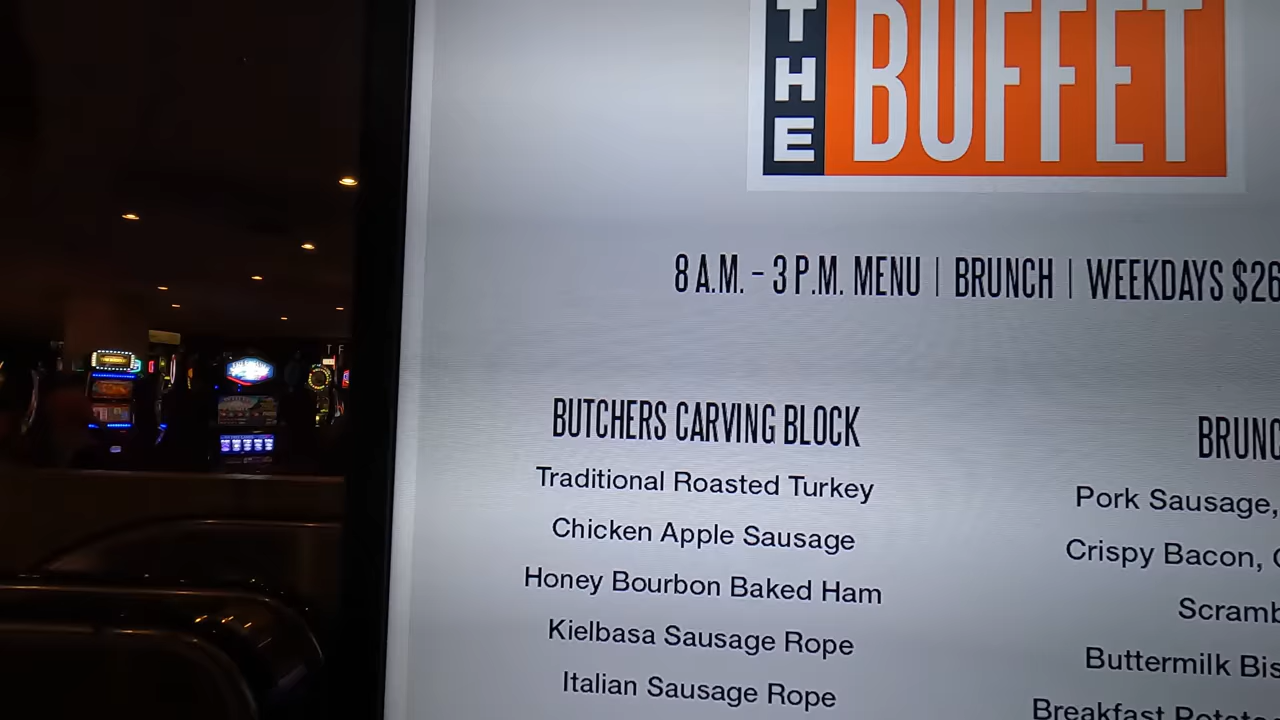 THE BUFFET
8 A.M. – 3 P.M. MENU | BRUNCH | WEEKDAYS $26
BUTCHERS CARVING BLOCK
Traditional Roasted Turkey
Chicken Apple Sausage
Honey Bourbon Baked Ham
Kielbasa Sausage Rope
Italian Sausage Rope
BRUNC
Pork Sausage,
Crispy Bacon,
Scramb
Buttermilk Bis
Breakfast Potato